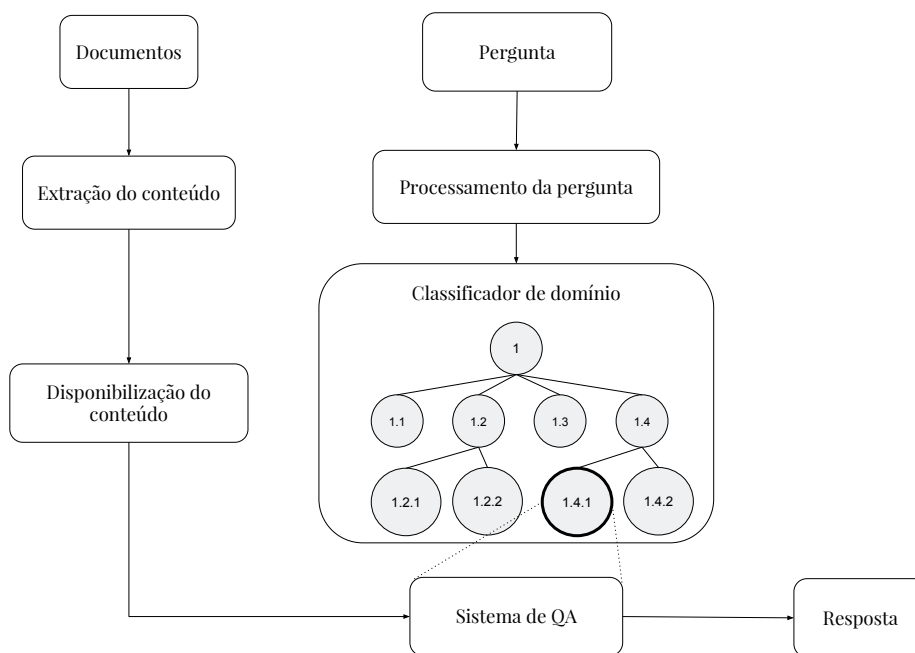 Documentos
Pergunta
Extração do conteúdo
Processamento da pergunta
Classificador de domínio
1
Disponibilização do
conteúdo
1.1
1.2
1.3
1.4
1.2.1
1.2.2
1.4.1
1.4.2
Sistema de QA
Resposta